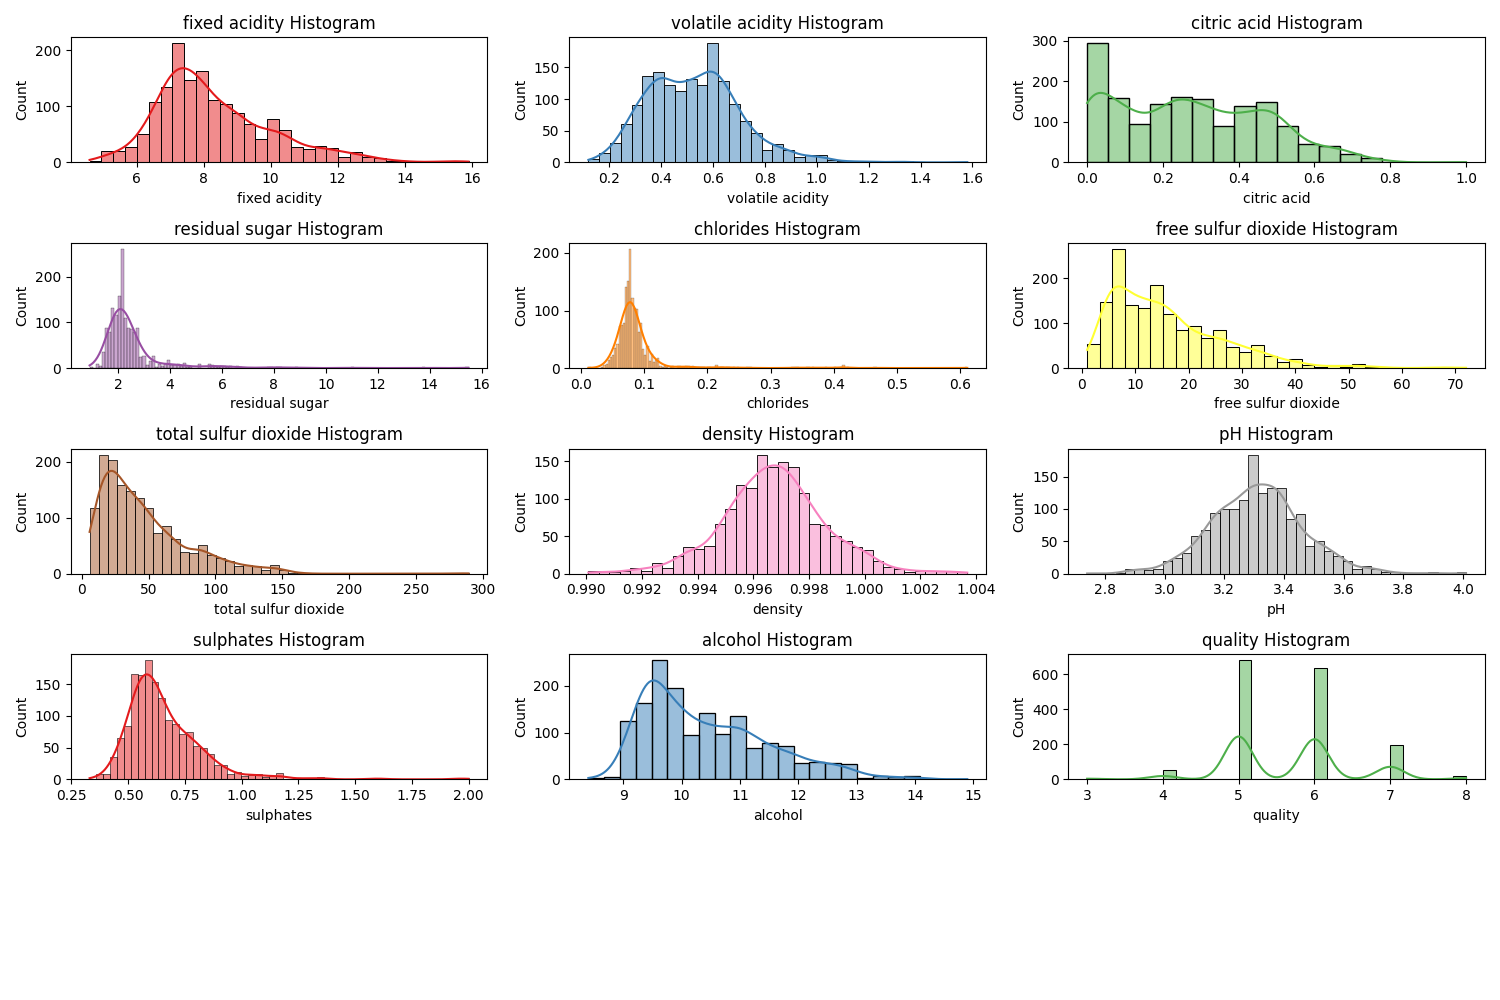 fixed acidity Histogram
volatile acidity Histogram
citric acid Histogram
Count
200
100
0
6 8 10 12 14 16
fixed acidity
Count
150
100
50
0
0.2 0.4 0.6 0.8 1.0 1.2 1.4 1.6
volatile acidity
Count
300
200
100
0
0.0 0.2 0.4 0.6 0.8 1.0
citric acid
residual sugar Histogram
chlorides Histogram
free sulfur dioxide Histogram
Count
200
100
0
2 4 6 8 10 12 14 16
residual sugar
Count
200
100
0
0.0 0.1 0.2 0.3 0.4 0.5 0.6
chlorides
Count
200
100
0
0 10 20 30 40 50 60 70
free sulfur dioxide
total sulfur dioxide Histogram
density Histogram
pH Histogram
Count
200
100
0
0 50 100 150 200 250 300
total sulfur dioxide
Count
150
100
50
0
0.990 0.992 0.994 0.996 0.998 1.000 1.002 1.004
density
Count
150
100
50
0
2.8 3.0 3.2 3.4 3.6 3.8 4.0
pH
sulphates Histogram
alcohol Histogram
quality Histogram
Count
150
100
50
0
0.25 0.50 0.75 1.00 1.25 1.50 1.75 2.00
sulphates
Count
200
100
0
9 10 11 12 13 14 15
alcohol
Count
600
400
200
0
3 4 5 6 7 8
quality